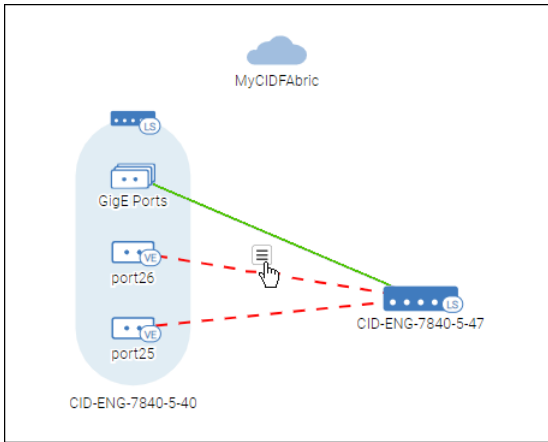 MyCIDFAbric
LS
GigE Ports
VE
port26
LS
CID-ENG-7840-5-47
VE
port25
CID-ENG-7840-5-40